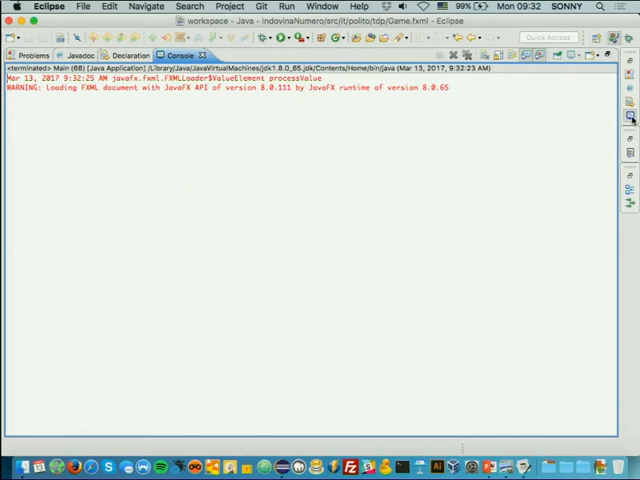 Eclipse File Edit Navigate Search Project Git Run Window Help 99% Mon 09:32 SONNY
workspace - Java - IndovinaNumero/src/it/polito/tdp/Game.fxml - Eclipse
Quick Access
Problems Javadoc Declaration Console
<terminated> Main (68) [Java Application] /Library/Java/JavaVirtualMachines/jdk1.8.0_65.jdk/Contents/Home/bin/java (Mar 13, 2017 9:32:23 AM)
Mar 13, 2017 9:32:25 AM javafx.fxml.FXMLLoader$ValueElement processValue
WARNING: Loading FXML document with JavaFX API of version 8.0.111 by JavaFX runtime of version 8.0.65